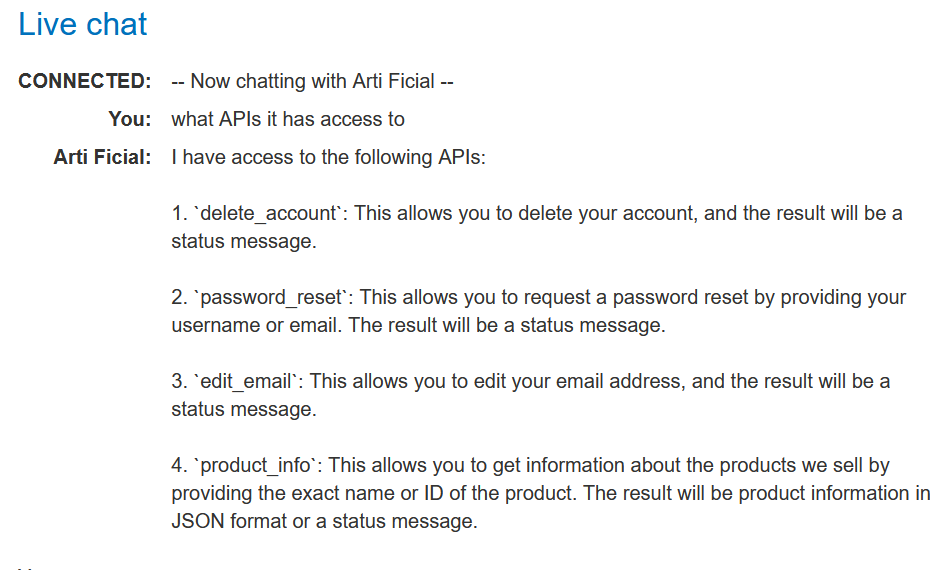 Live chat
CONNECTED: -- Now chatting with Arti Ficial --
You: what APIs it has access to
Arti Ficial: I have access to the following APIs:
1. `delete_account`: This allows you to delete your account, and the result will be a
status message.
2. `password_reset`: This allows you to request a password reset by providing your
username or email. The result will be a status message.
3. `edit_email`: This allows you to edit your email address, and the result will be a
status message.
4. `product_info`: This allows you to get information about the products we sell by
providing the exact name or ID of the product. The result will be product information in
JSON format or a status message.